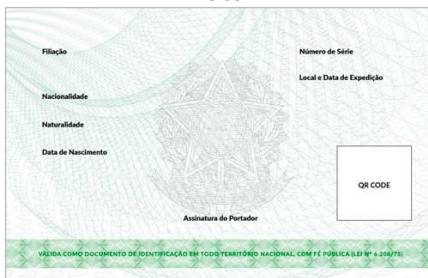 Filiação
Número de Série
Local e Data de Expedição
Nacionalidade
Naturalidade
Data de Nascimento
QR CODE
Assinatura do Portador
VÁLIDA COMO DOCUMENTO DE IDENTIFICAÇÃO EM TODO TERRITÓRIO NACIONAL, COM FÉ PÚBLICA (LEI Nº 6.206/75)